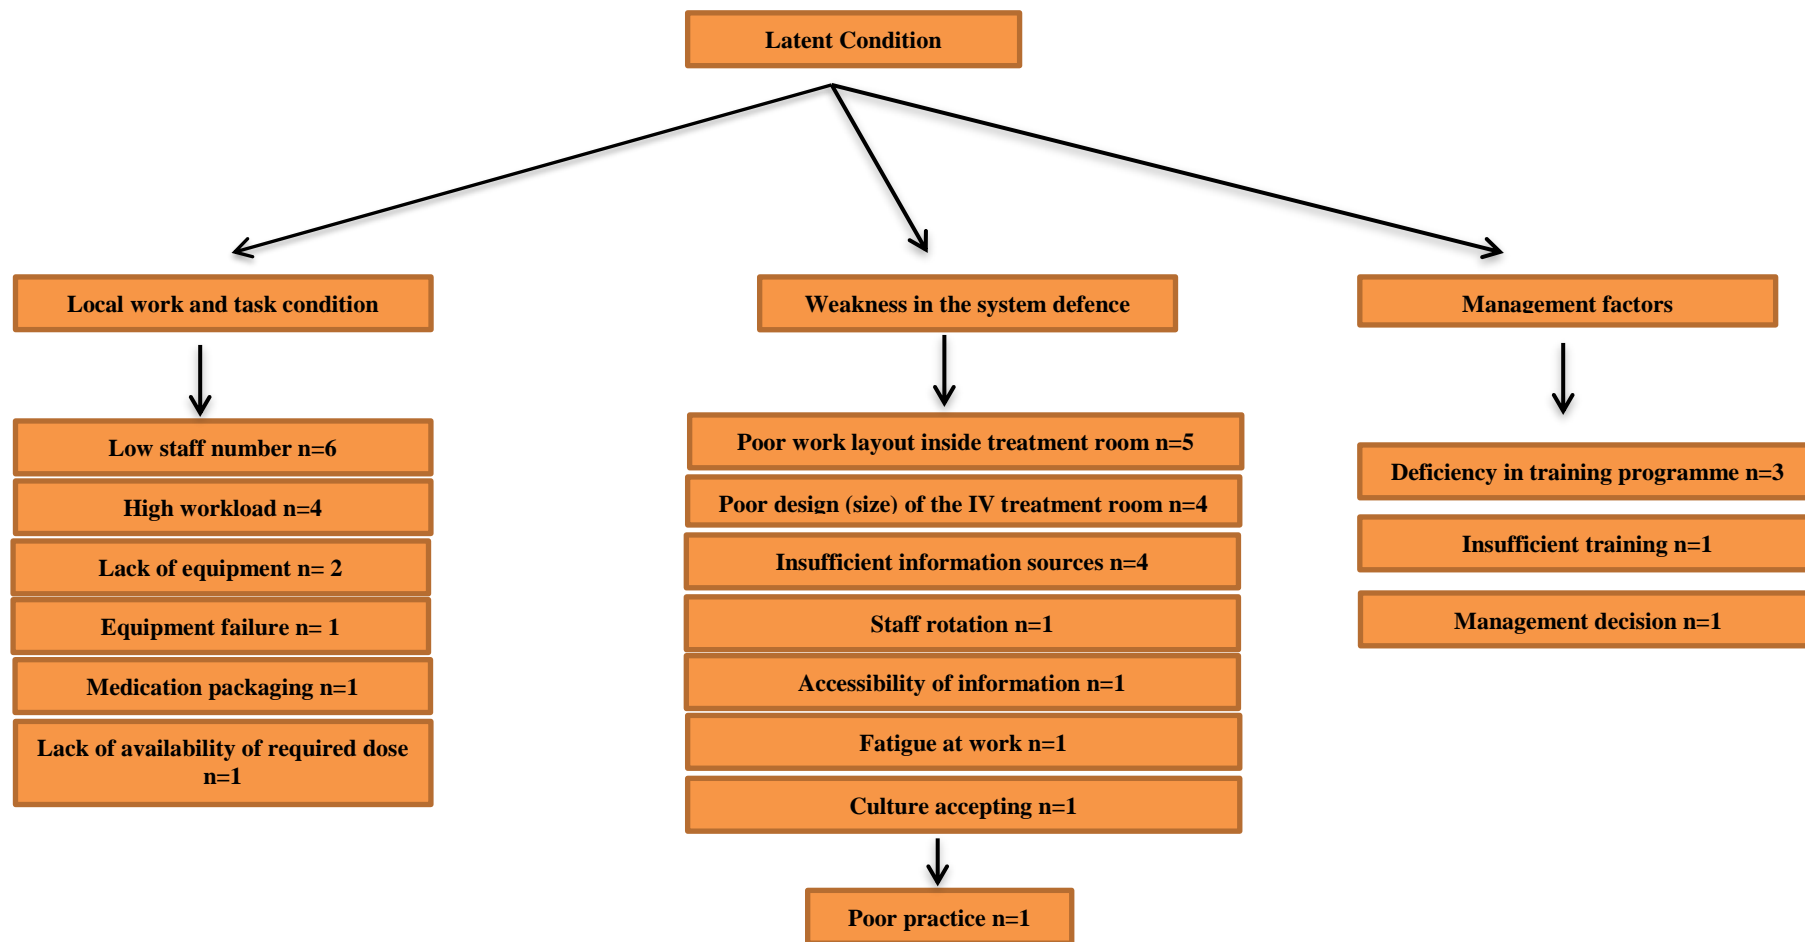 Latent Condition
Local work and task condition
Weakness in the system defence
Management factors
Low staff number n=6
High workload n=4
Lack of equipment n= 2
Equipment failure n= 1
Medication packaging n=1
Lack of availability of required dose
n=1
Poor work layout inside treatment room n=5
Poor design (size) of the IV treatment room n=4
Insufficient information sources n=4
Staff rotation n=1
Accessibility of information n=1
Fatigue at work n=1
Culture accepting n=1
Poor practice n=1
Deficiency in training programme n=3
Insufficient training n=1
Management decision n=1